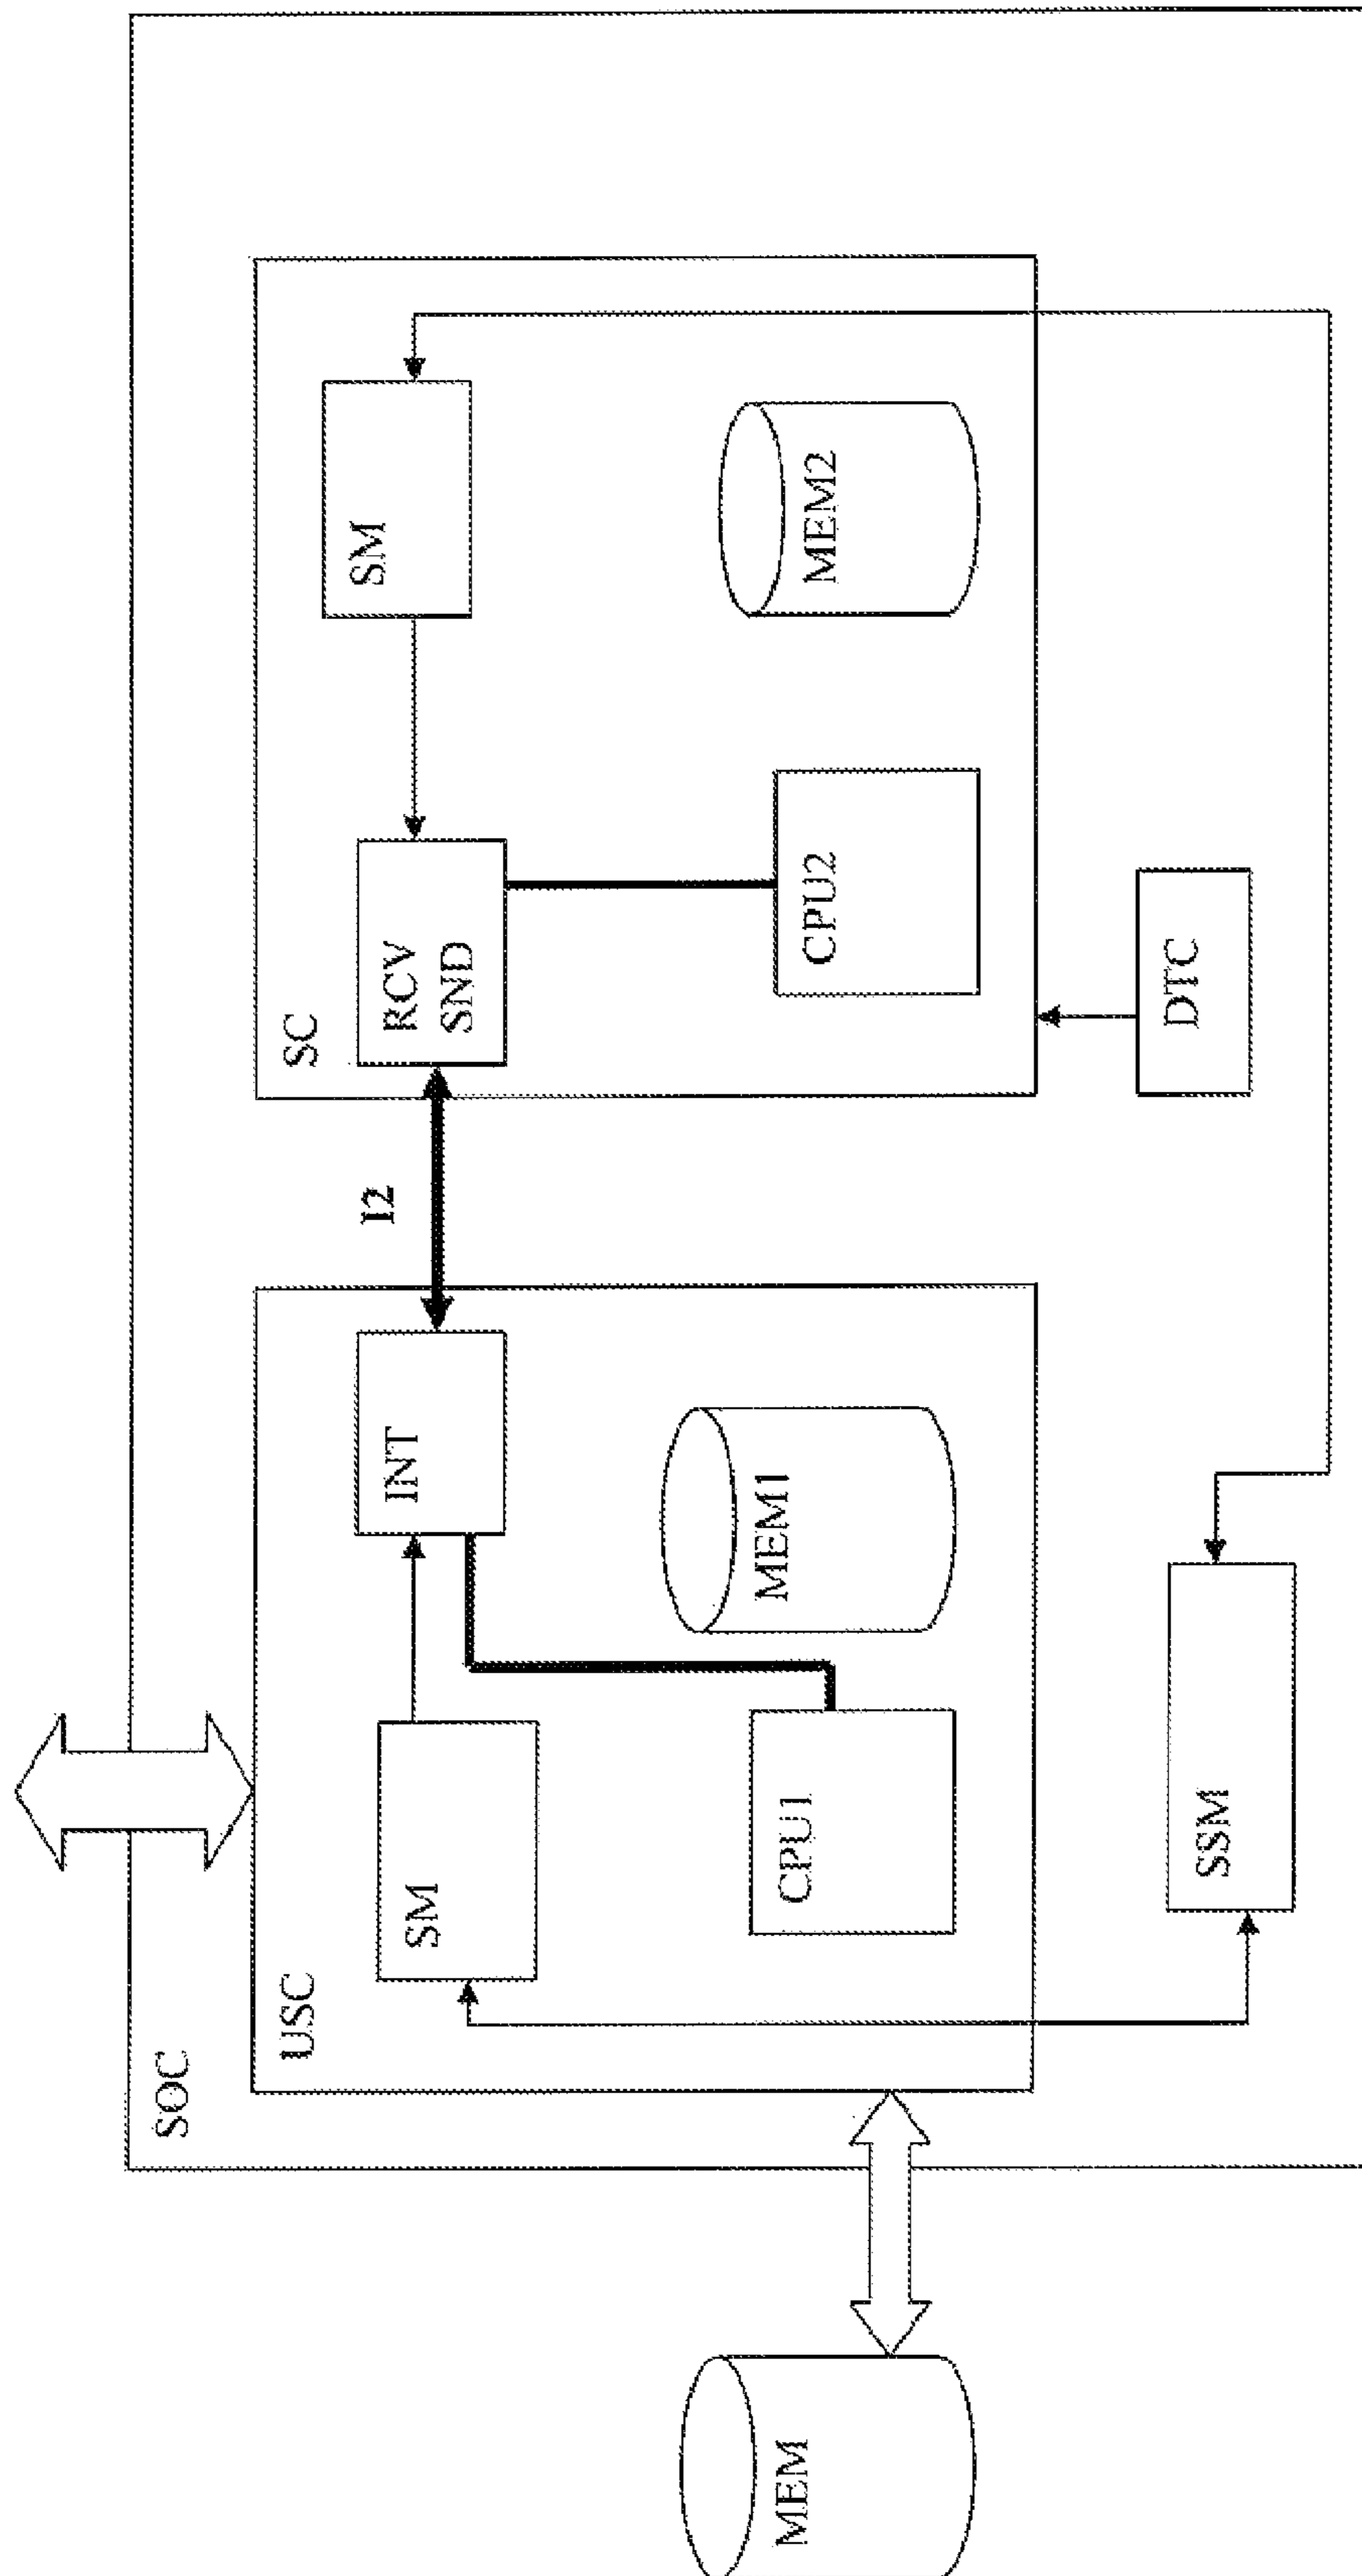 SOC
USC
SC
SM
INT
I2
RCV
SND
SM
MEM
CPU1
MEM1
CPU2
MEM2
SSM
DTC